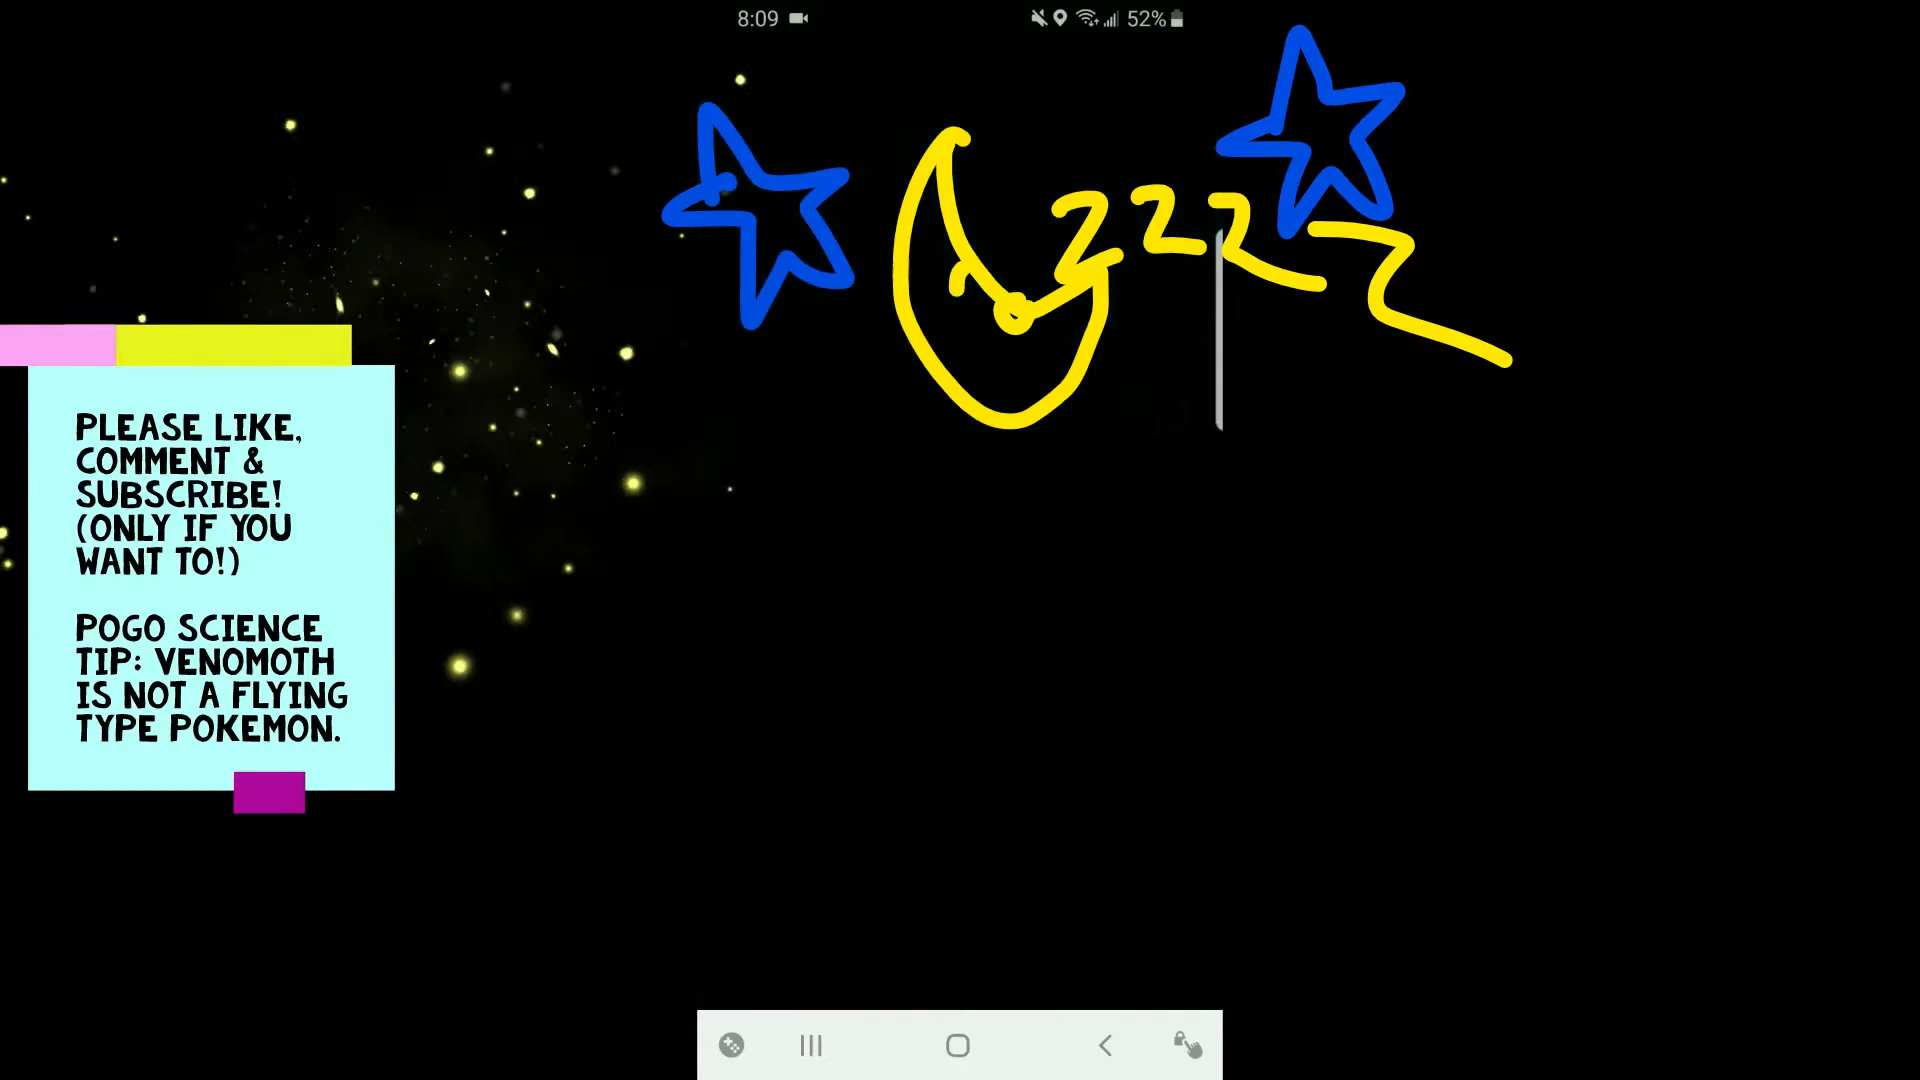 8:09 52%
zzzz
PLEASE LIKE,
COMMENT &
SUBSCRIBE!
(ONLY IF YOU
WANT TO!)
POGO SCIENCE
TIP: VENOMOTH
IS NOT A FLYING
TYPE POKEMON.